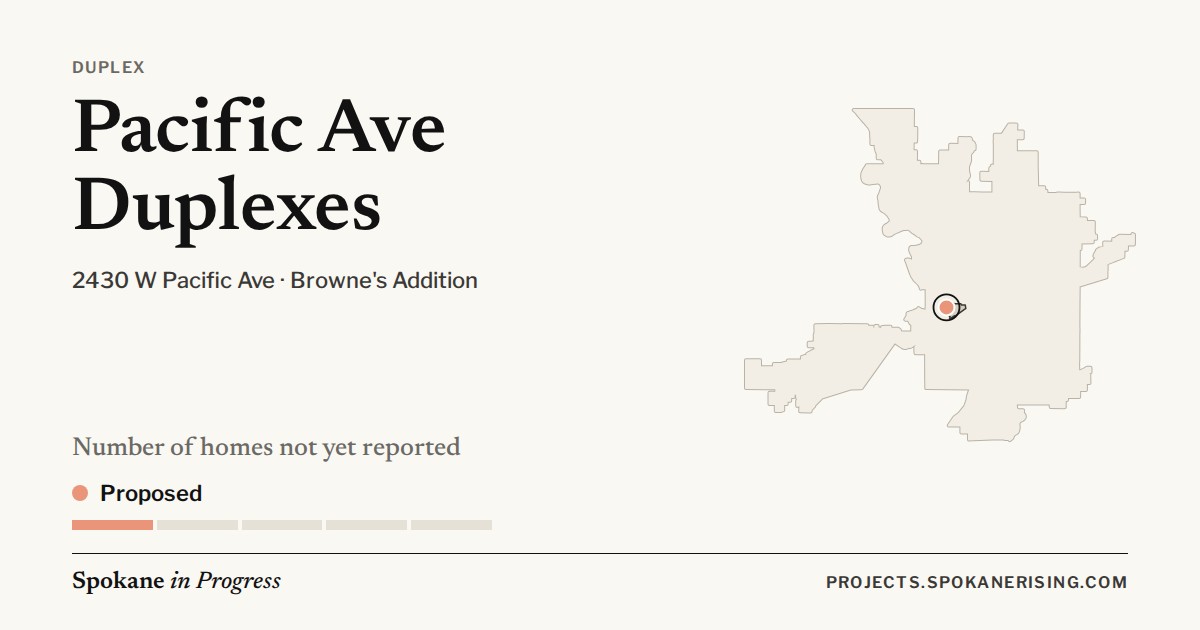 DUPLEX
Pacific Ave
Duplexes
2430 W Pacific Ave · Browne's Addition
Number of homes not yet reported
Proposed
Spokane in Progress
PROJECTS.SPOKANERISING.COM